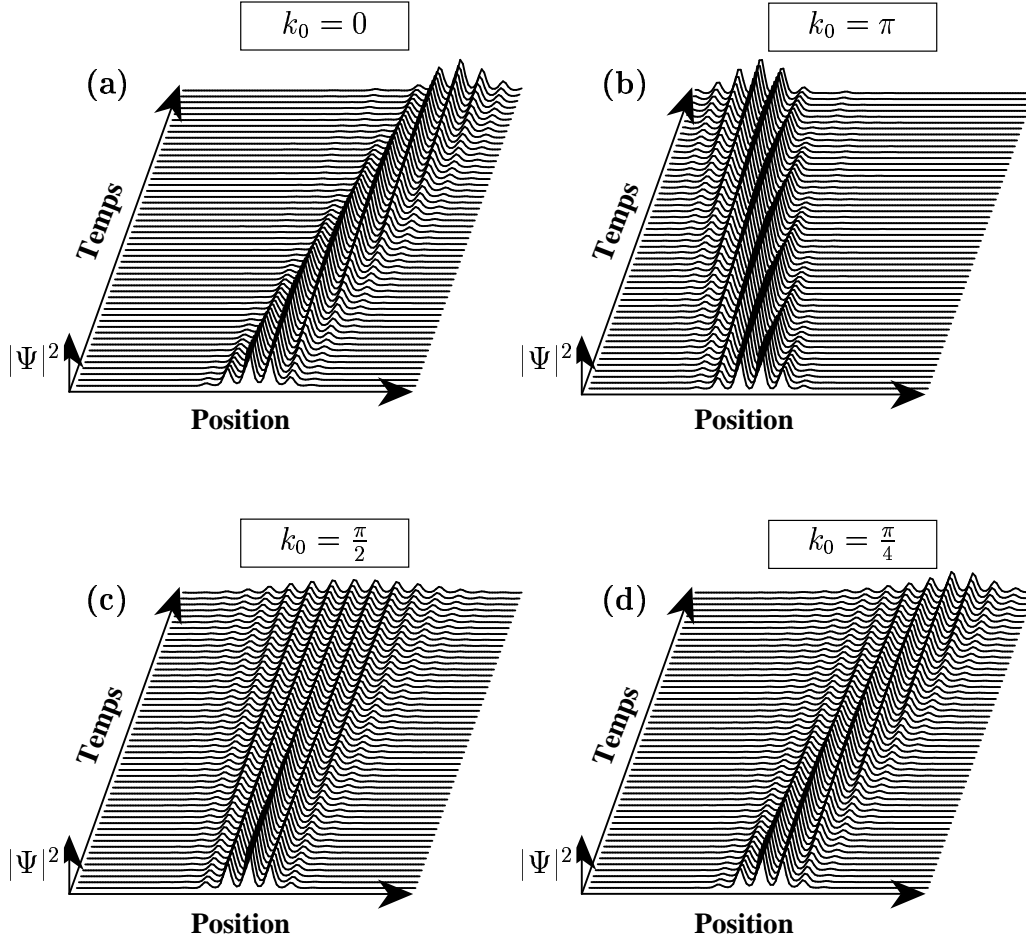 k₀ = 0
(a)
Temps
|Ψ|²
Position
k₀ = π
(b)
Temps
|Ψ|²
Position
k₀ = π/2
(c)
Temps
|Ψ|²
Position
k₀ = π/4
(d)
Temps
|Ψ|²
Position